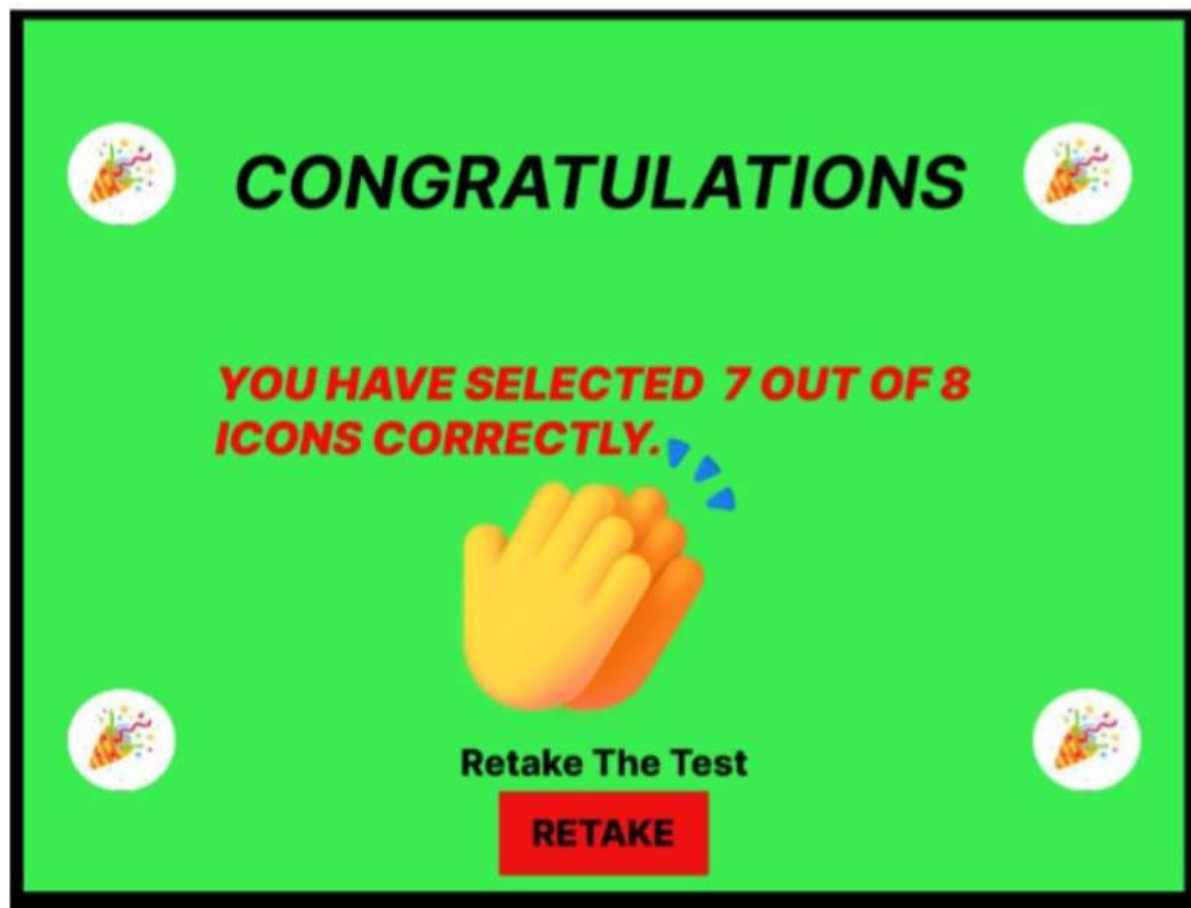 CONGRATULATIONS
YOU HAVE SELECTED 7 OUT OF 8
ICONS CORRECTLY.
Retake The Test
RETAKE